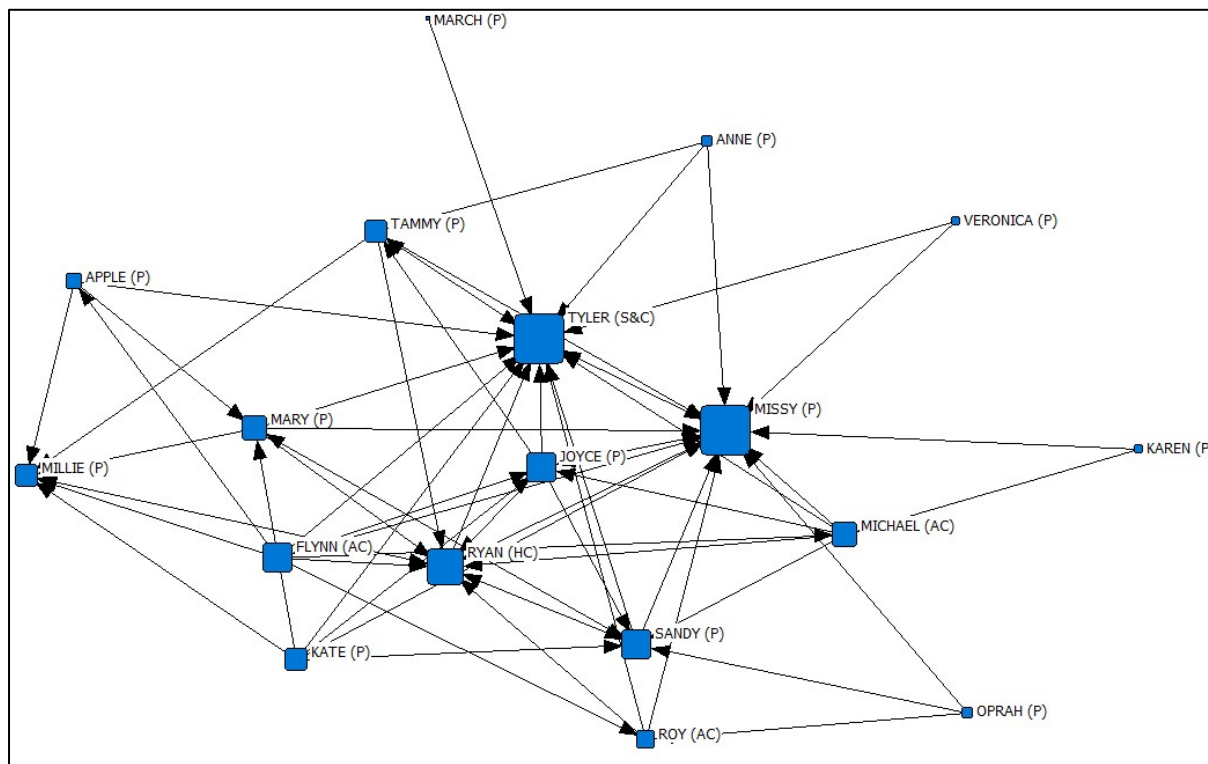 MARCH (P)
ANNE (P)
TAMMY (P)
VERONICA (P)
APPLE (P)
TYLER (S&C)
MISSY (P)
MARY (P)
KAREN (P)
JOYCE (P)
MILLIE (P)
MICHAEL (AC)
FLYNN (AC)
RYAN (HC)
SANDY (P)
KATE (P)
OPRAH (P)
ROY (AC)